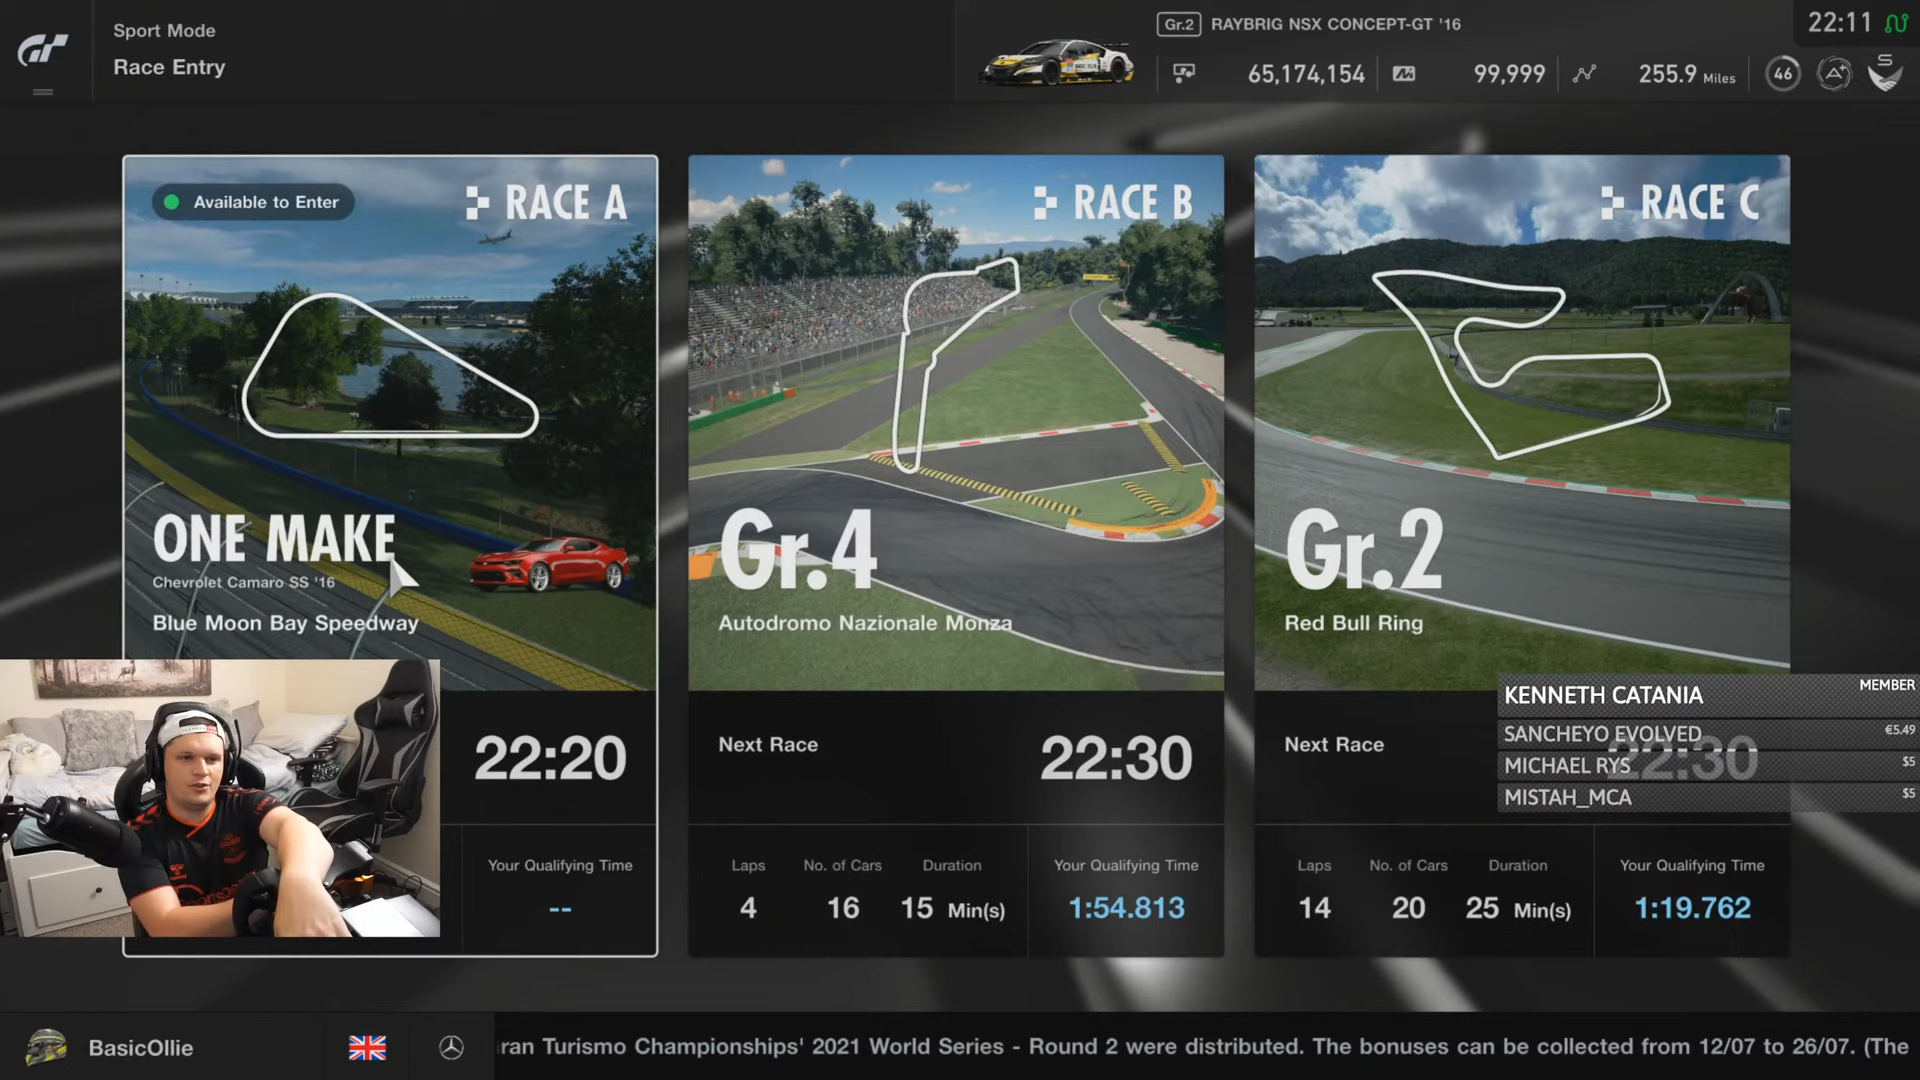 Sport Mode
Race Entry
Gr.2 RAYBRIG NSX CONCEPT-GT '16
65,174,154
99,999
255.9 Miles
46
A+
S
22:11
Available to Enter
RACE A
ONE MAKE
Chevrolet Camaro SS '16
Blue Moon Bay Speedway
22:20
Your Qualifying Time
--
RACE B
Gr.4
Autodromo Nazionale Monza
Next Race
22:30
Laps
No. of Cars
Duration
Your Qualifying Time
4
16
15 Min(s)
1:54.813
RACE C
Gr.2
Red Bull Ring
Next Race
22:30
Laps
No. of Cars
Duration
Your Qualifying Time
14
20
25 Min(s)
1:19.762
KENNETH CATANIA MEMBER
SANCHEYO EVOLVED €5.49
MICHAEL RYS $5
MISTAH_MCA $5
BasicOllie
ran Turismo Championships' 2021 World Series - Round 2 were distributed. The bonuses can be collected from 12/07 to 26/07. (The